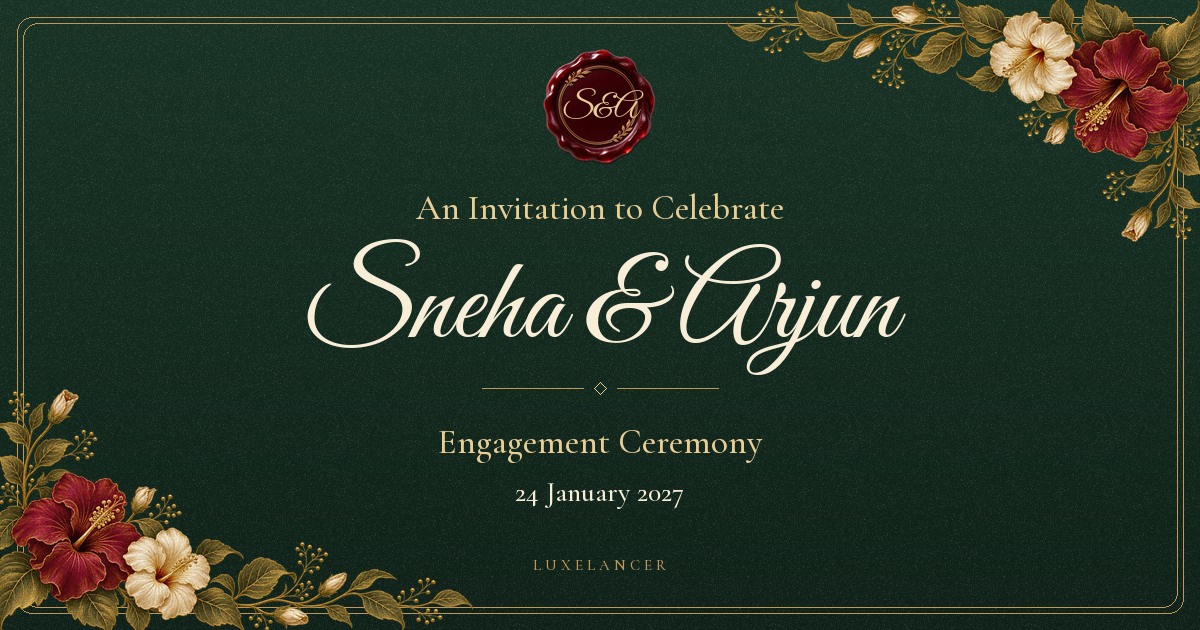 S&A
An Invitation to Celebrate
Sneha & Arjun
Engagement Ceremony
24 January 2027
LUXELANCER